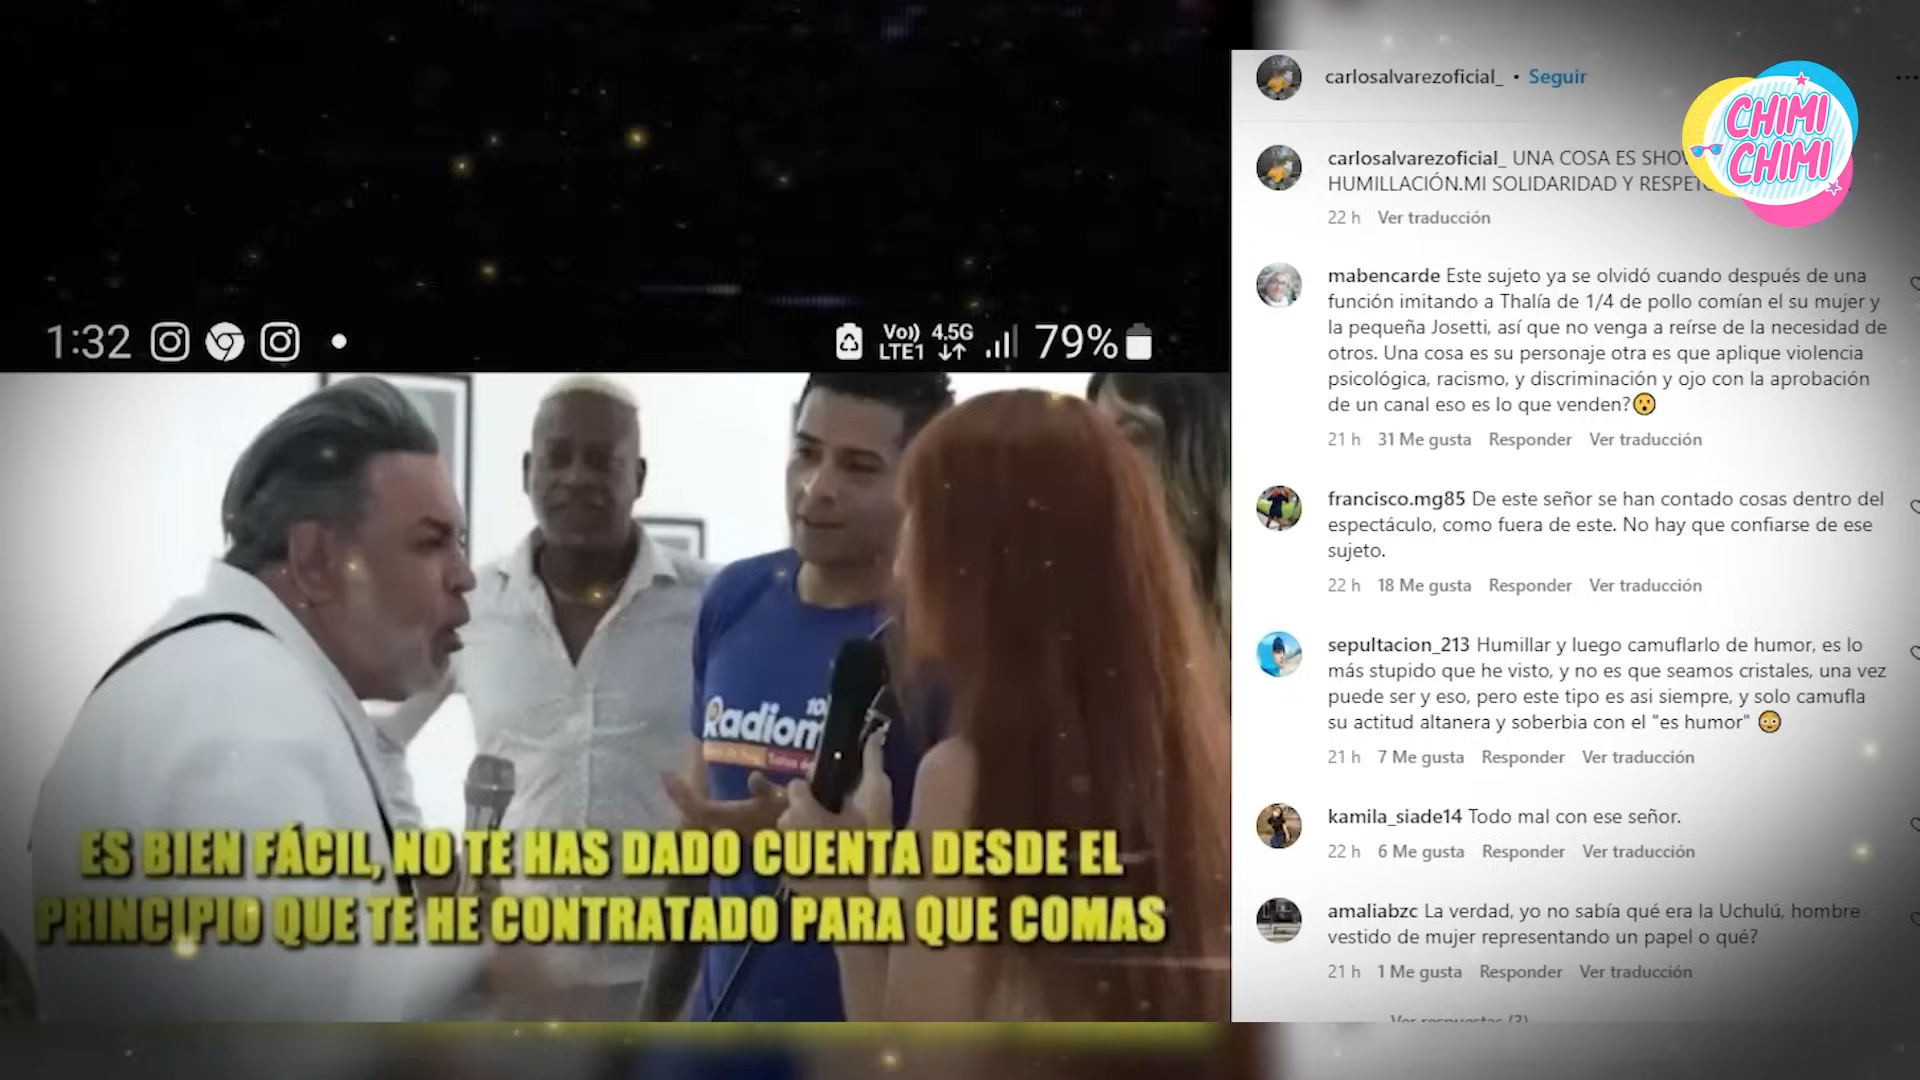 1:32
Vo))
LTE1
4.5G
79%
10
Radiom
ES BIEN FÁCIL, NO TE HAS DADO CUENTA DESDE EL
PRINCIPIO QUE TE HE CONTRATADO PARA QUE COMAS
carlosalvarezoficial_ • Seguir
CHIMI
CHIMI
carlosalvarezoficial_ UNA COSA ES SHOW
HUMILLACIÓN.MI SOLIDARIDAD Y RESPETO
22 h Ver traducción
mabencarde Este sujeto ya se olvidó cuando después de una
función imitando a Thalía de 1/4 de pollo comían el su mujer y
la pequeña Josetti, así que no venga a reírse de la necesidad de
otros. Una cosa es su personaje otra es que aplique violencia
psicológica, racismo, y discriminación y ojo con la aprobación
de un canal eso es lo que venden?😮
21 h 31 Me gusta Responder Ver traducción
francisco.mg85 De este señor se han contado cosas dentro del
espectáculo, como fuera de este. No hay que confiarse de ese
sujeto.
22 h 18 Me gusta Responder Ver traducción
sepultacion_213 Humillar y luego camuflarlo de humor, es lo
más stupido que he visto, y no es que seamos cristales, una vez
puede ser y eso, pero este tipo es asi siempre, y solo camufla
su actitud altanera y soberbia con el "es humor" 😳
21 h 7 Me gusta Responder Ver traducción
kamila_siade14 Todo mal con ese señor.
22 h 6 Me gusta Responder Ver traducción
amaliabzc La verdad, yo no sabía qué era la Uchulú, hombre
vestido de mujer representando un papel o qué?
21 h 1 Me gusta Responder Ver traducción
Ver respuestas (3)